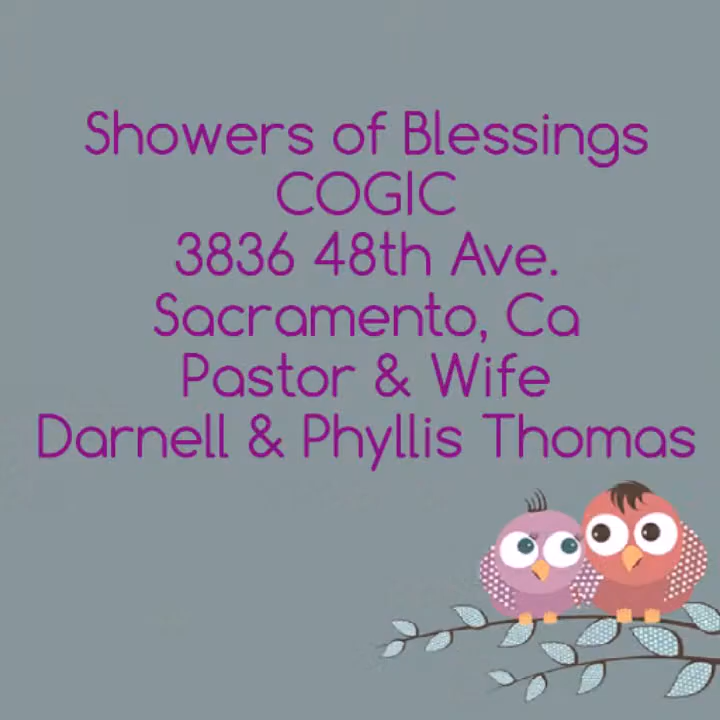 Showers of Blessings
COGIC
3836 48th Ave.
Sacramento, Ca
Pastor & Wife
Darnell & Phyllis Thomas